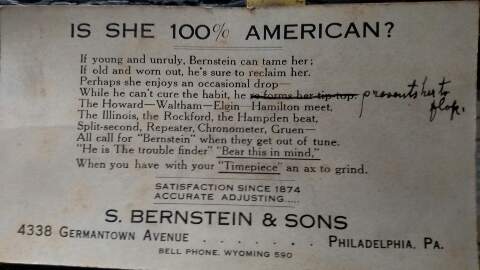 IS SHE 100% AMERICAN?
If young and unruly, Bernstein can tame her;
If old and worn out, he's sure to reclaim her.
Perhaps she enjoys an occasional drop—
While he can't cure the habit, he so forms her tip-top. prevents her to
flop.
The Howard—Waltham—Elgin—Hamilton meet,
The Illinois, the Rockford, the Hampden beat,
Split-second, Repeater, Chronometer, Gruen—
All call for "Bernstein" when they get out of tune.
"He is The trouble finder" "Bear this in mind,"
When you have with your "Timepiece" an ax to grind.
SATISFACTION SINCE 1874
ACCURATE ADJUSTING.....
S. BERNSTEIN & SONS
4338 GERMANTOWN AVENUE . . . . . . . PHILADELPHIA, PA.
BELL PHONE, WYOMING 590